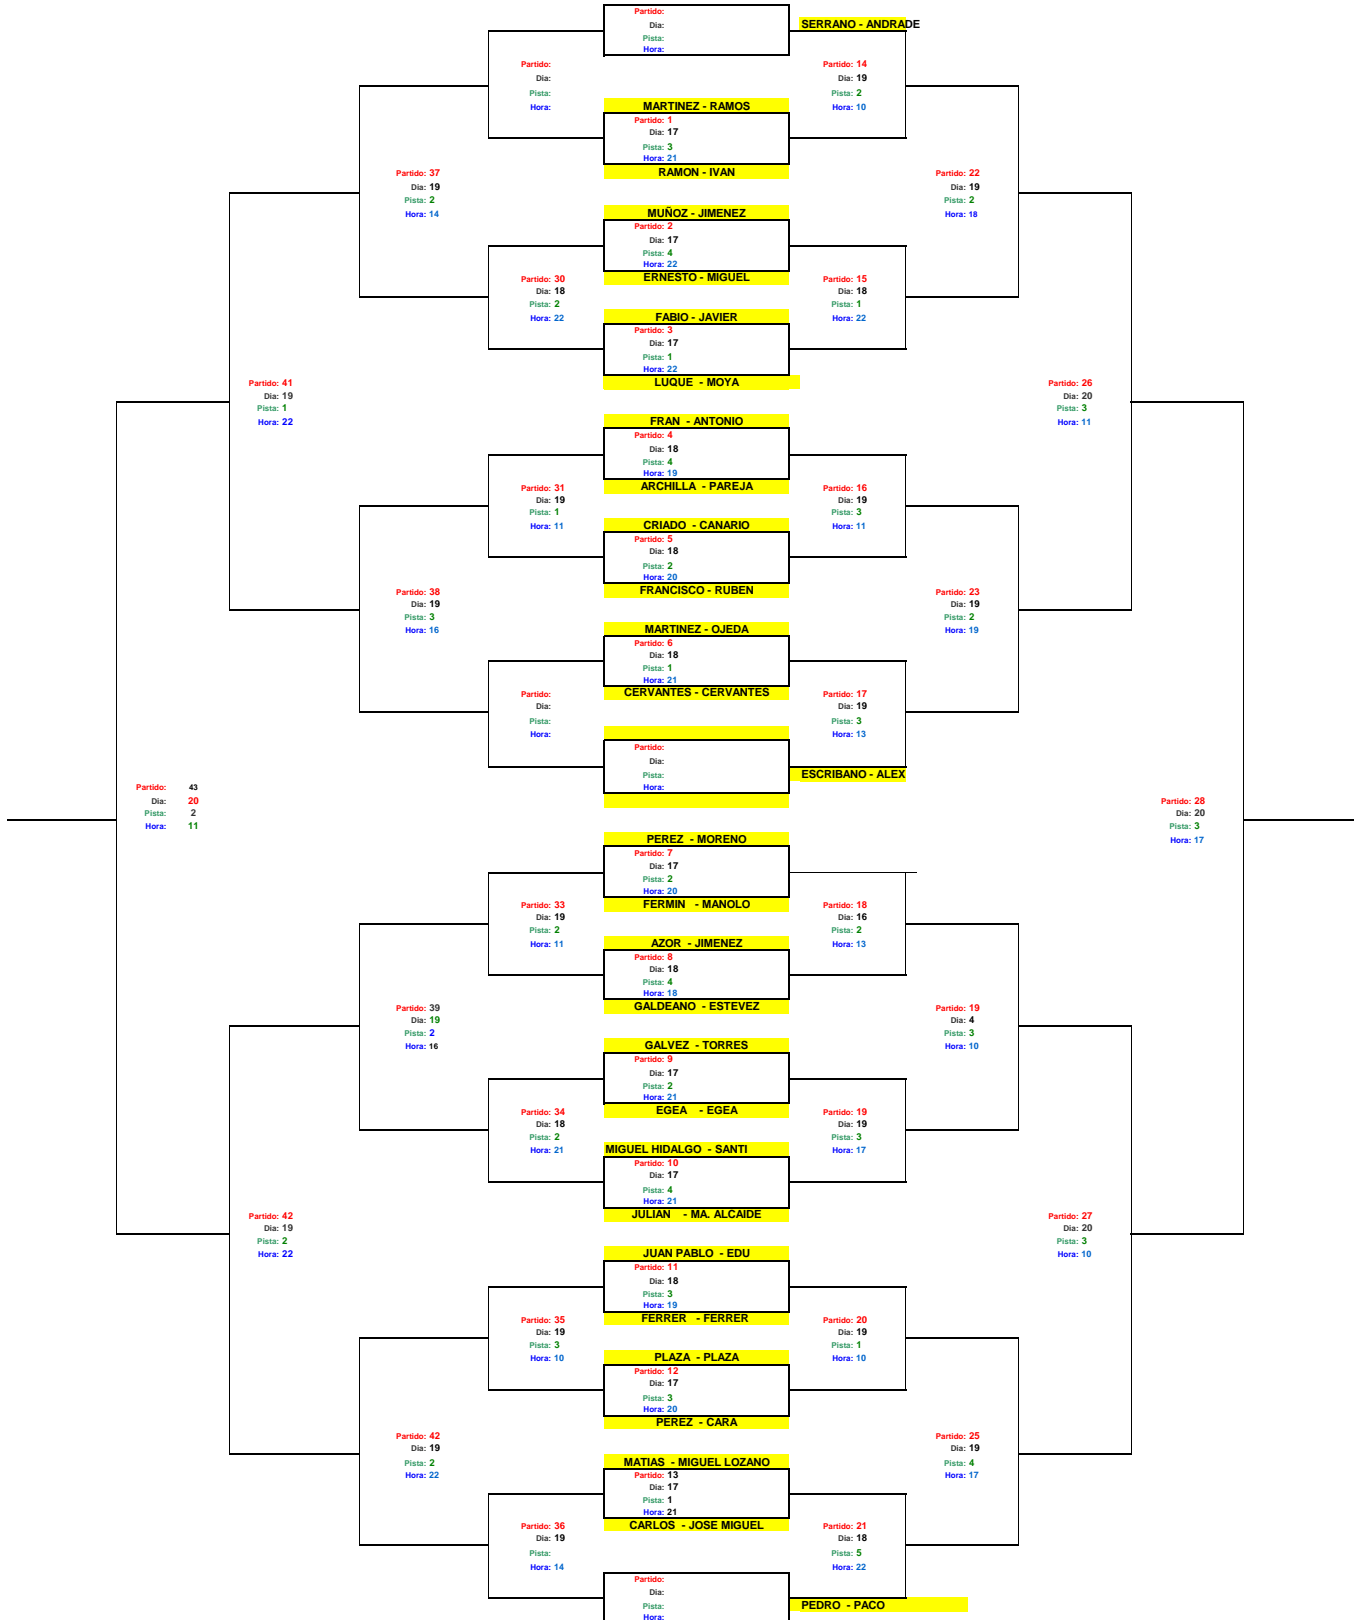 Partido:
Dia:
Pista:
Hora:
SERRANO - ANDRADE
Partido:
Dia:
Pista:
Hora:
Partido: 14
Dia: 19
Pista: 2
Hora: 10
MARTINEZ - RAMOS
Partido: 1
Dia: 17
Pista: 3
Hora: 21
RAMON - IVAN
Partido: 37
Dia: 19
Pista: 2
Hora: 14
Partido: 22
Dia: 19
Pista: 2
Hora: 18
MUÑOZ - JIMENEZ
Partido: 2
Dia: 17
Pista: 4
Hora: 22
ERNESTO - MIGUEL
Partido: 30
Dia: 18
Pista: 2
Hora: 22
Partido: 15
Dia: 18
Pista: 1
Hora: 22
FABIO - JAVIER
Partido: 3
Dia: 17
Pista: 1
Hora: 22
LUQUE - MOYA
Partido: 41
Dia: 19
Pista: 1
Hora: 22
Partido: 26
Dia: 20
Pista: 3
Hora: 11
FRAN - ANTONIO
Partido: 4
Dia: 18
Pista: 4
Hora: 19
ARCHILLA - PAREJA
Partido: 31
Dia: 19
Pista: 1
Hora: 11
Partido: 16
Dia: 19
Pista: 3
Hora: 11
CRIADO - CANARIO
Partido: 5
Dia: 18
Pista: 2
Hora: 20
FRANCISCO - RUBEN
Partido: 38
Dia: 19
Pista: 3
Hora: 16
Partido: 23
Dia: 19
Pista: 2
Hora: 19
MARTINEZ - OJEDA
Partido: 6
Dia: 18
Pista: 1
Hora: 21
CERVANTES - CERVANTES
Partido:
Dia:
Pista:
Hora:
Partido: 17
Dia: 19
Pista: 3
Hora: 13
Partido:
Dia:
Pista:
Hora:
ESCRIBANO - ALEX
Partido: 43
Dia: 20
Pista: 2
Hora: 11
Partido: 28
Dia: 20
Pista: 3
Hora: 17
PEREZ - MORENO
Partido: 7
Dia: 17
Pista: 2
Hora: 20
FERMIN - MANOLO
Partido: 33
Dia: 19
Pista: 2
Hora: 11
Partido: 18
Dia: 16
Pista: 2
Hora: 13
AZOR - JIMENEZ
Partido: 8
Dia: 18
Pista: 4
Hora: 18
GALDEANO - ESTEVEZ
Partido: 39
Dia: 19
Pista: 2
Hora: 16
Partido: 19
Dia: 4
Pista: 3
Hora: 10
GALVEZ - TORRES
Partido: 9
Dia: 17
Pista: 2
Hora: 21
EGEA - EGEA
Partido: 34
Dia: 18
Pista: 2
Hora: 21
Partido: 19
Dia: 19
Pista: 3
Hora: 17
MIGUEL HIDALGO - SANTI
Partido: 10
Dia: 17
Pista: 4
Hora: 21
JULIAN - MA. ALCAIDE
Partido: 42
Dia: 19
Pista: 2
Hora: 22
Partido: 27
Dia: 20
Pista: 3
Hora: 10
JUAN PABLO - EDU
Partido: 11
Dia: 18
Pista: 3
Hora: 19
FERRER - FERRER
Partido: 35
Dia: 19
Pista: 3
Hora: 10
Partido: 20
Dia: 19
Pista: 1
Hora: 10
PLAZA - PLAZA
Partido: 12
Dia: 17
Pista: 3
Hora: 20
PEREZ - CARA
Partido: 42
Dia: 19
Pista: 2
Hora: 22
Partido: 25
Dia: 19
Pista: 4
Hora: 17
MATIAS - MIGUEL LOZANO
Partido: 13
Dia: 17
Pista: 1
Hora: 21
CARLOS - JOSE MIGUEL
Partido: 36
Dia: 19
Pista:
Hora: 14
Partido: 21
Dia: 18
Pista: 5
Hora: 22
Partido:
Dia:
Pista:
Hora:
PEDRO - PACO